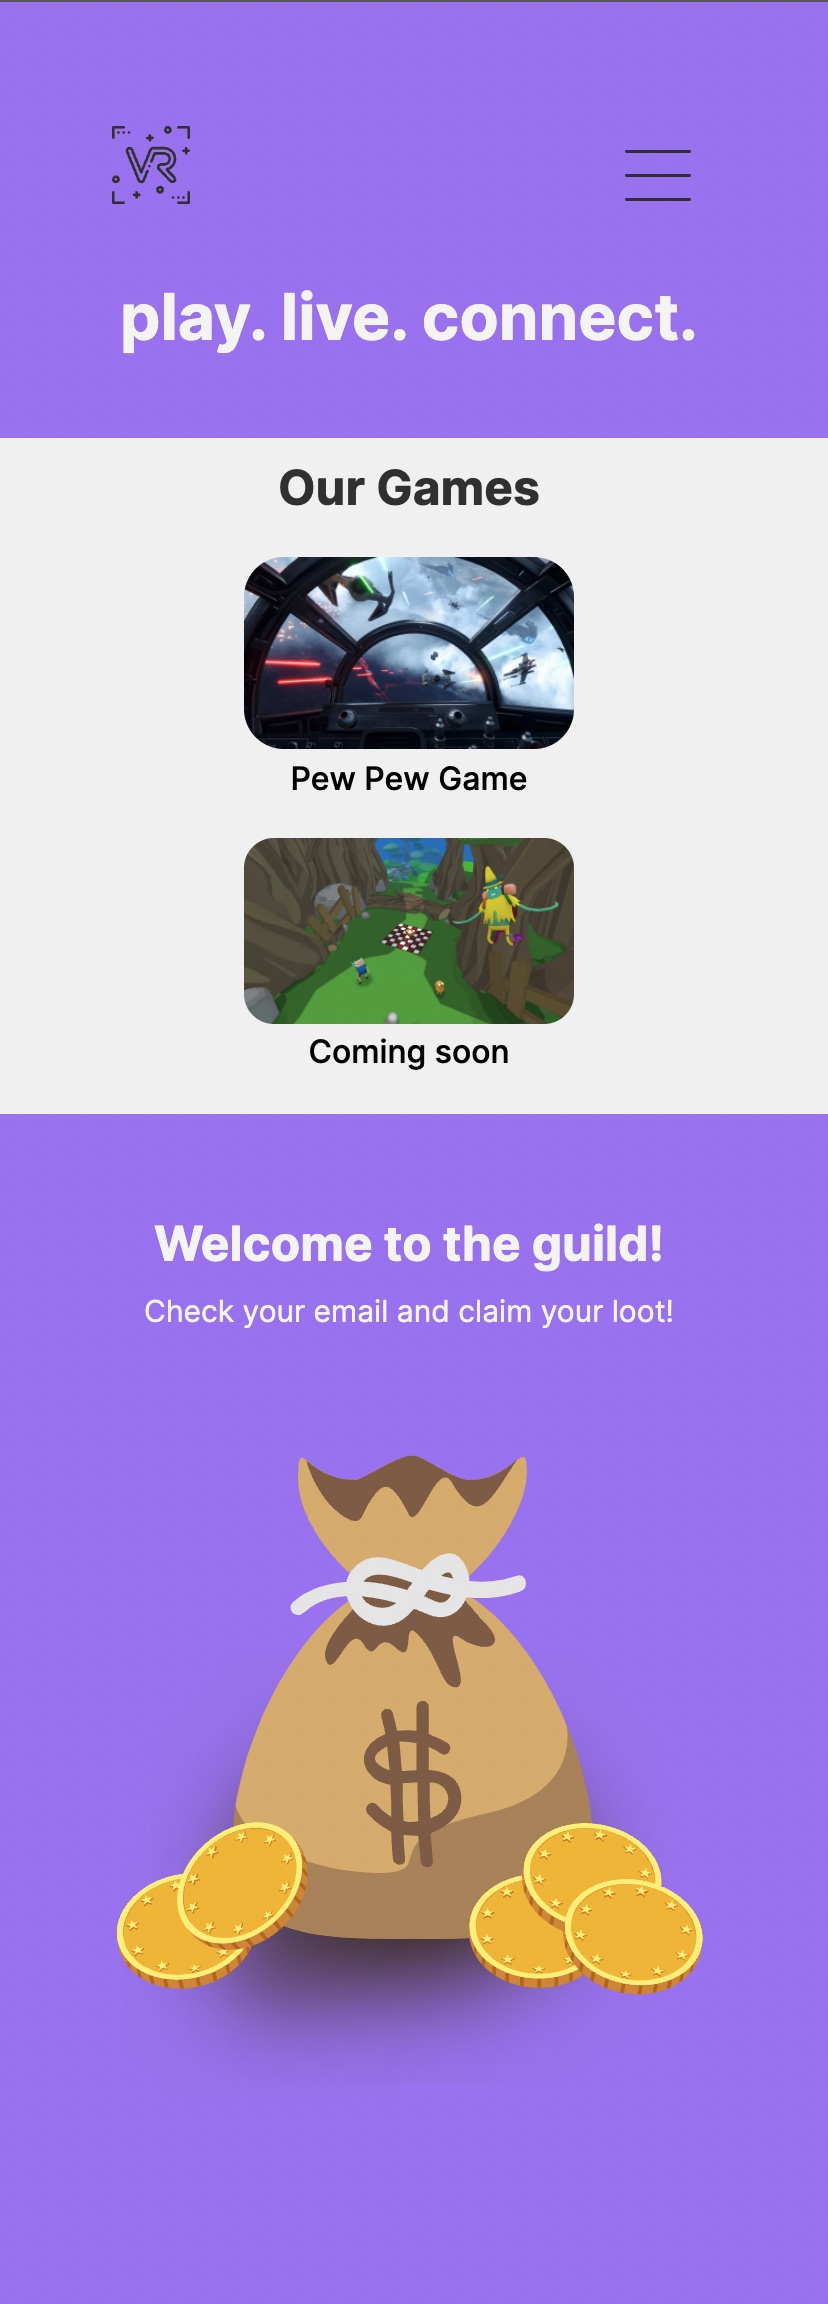 VR
play. live. connect.
Our Games
Pew Pew Game
Coming soon
Welcome to the guild!
Check your email and claim your loot!
$